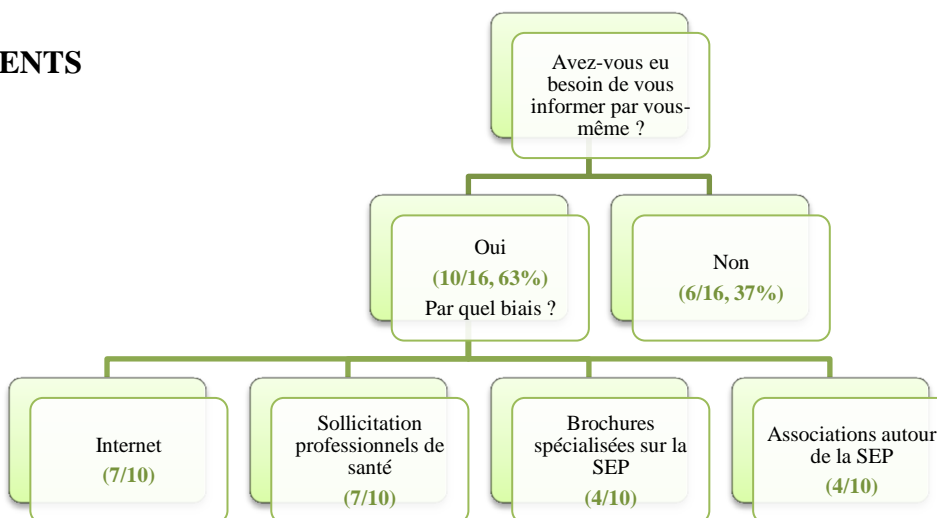 ENTS
Avez-vous eu
besoin de vous
informer par vous-
même ?
Oui
(10/16, 63%)
Par quel biais ?
Non
(6/16, 37%)
Internet
(7/10)
Sollicitation
professionnels de
santé
(7/10)
Brochures
spécialisées sur la
SEP
(4/10)
Associations autour
de la SEP
(4/10)